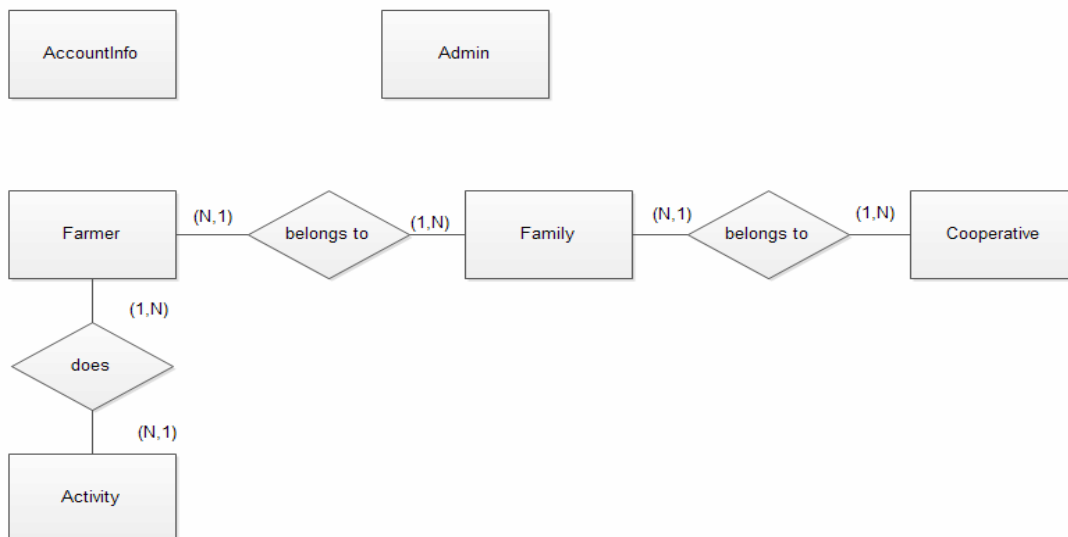 AccountInfo
Admin
Farmer
(N,1)
belongs to
(1,N)
Family
(N,1)
belongs to
(1,N)
Cooperative
(1,N)
does
(N,1)
Activity